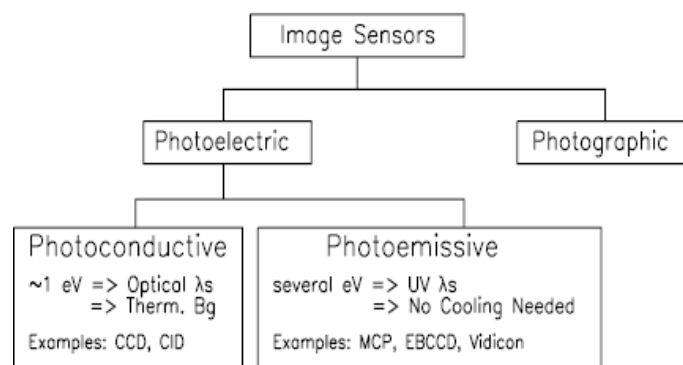 Image Sensors
Photoelectric
Photographic
Photoconductive
~1 eV => Optical λs
=> Therm. Bg
Examples: CCD, CID
Photoemissive
several eV => UV λs
=> No Cooling Needed
Examples: MCP, EBCCD, Vidicon